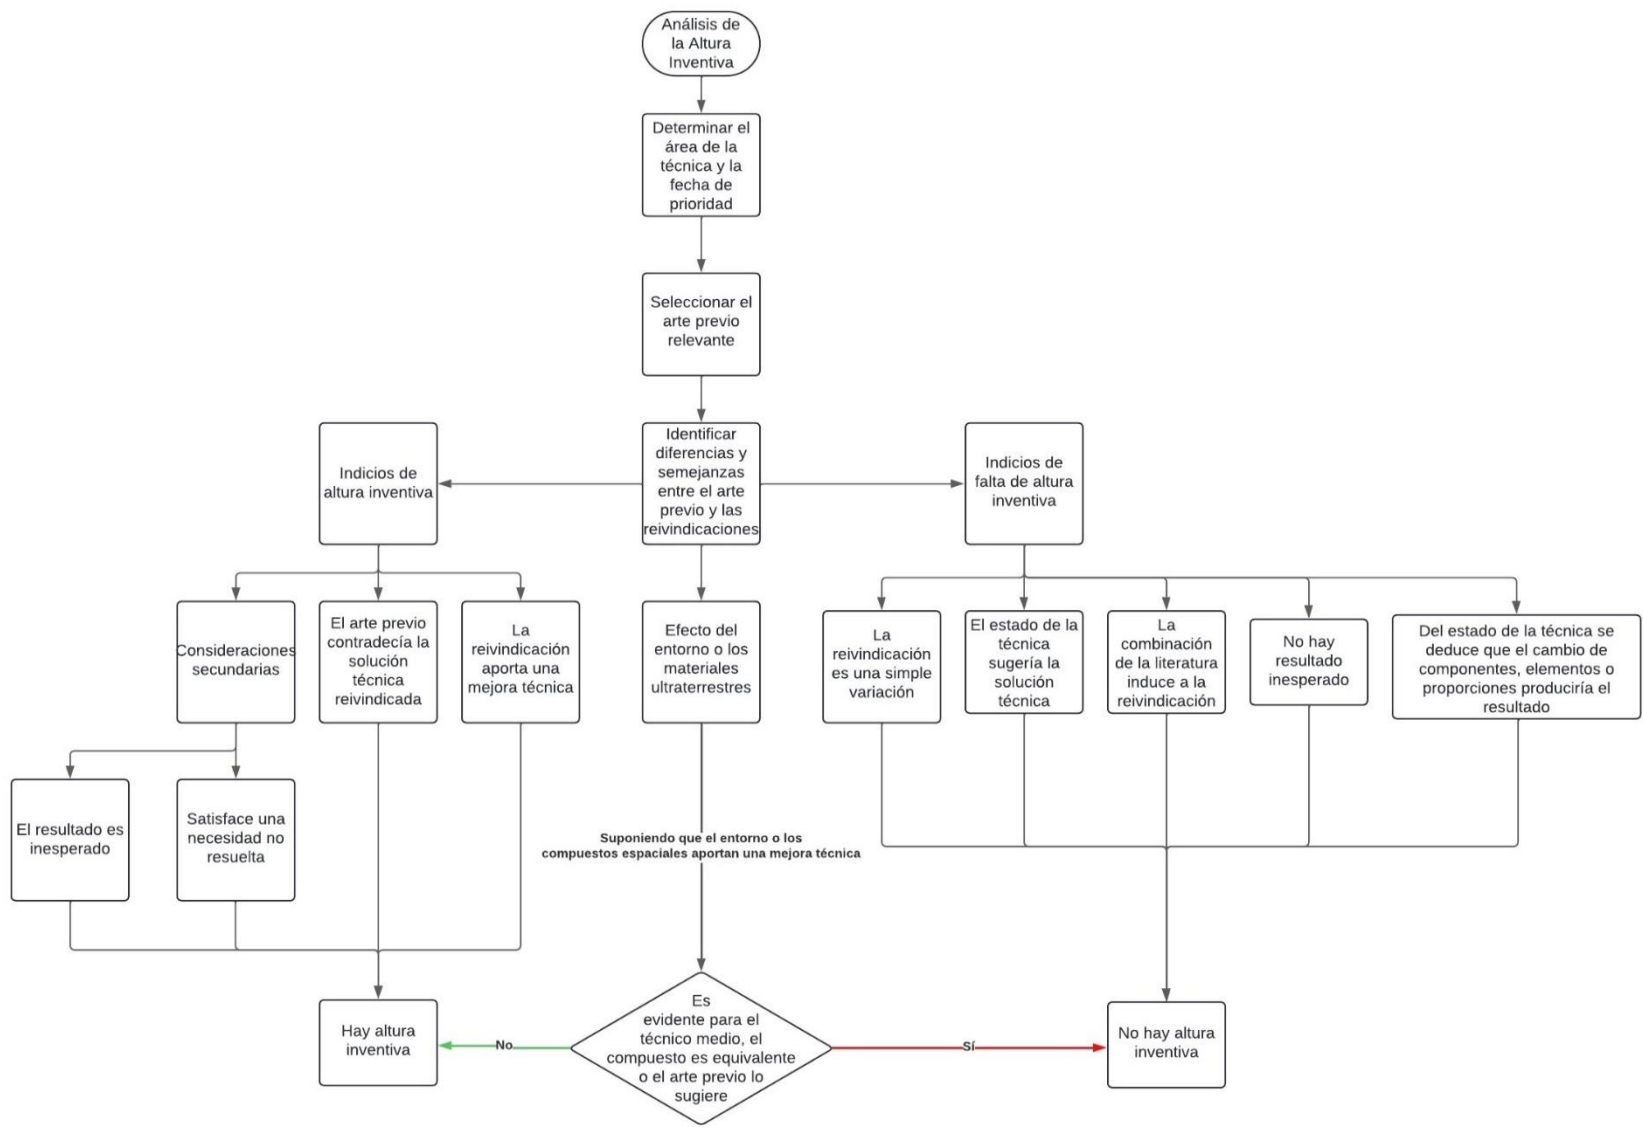 Análisis de
la Altura
Inventiva
Determinar el
área de la
técnica y la
fecha de
prioridad
Seleccionar el
arte previo
relevante
Identificar
diferencias y
semejanzas
entre el arte
previo y las
reivindicaciones
Indicios de
altura inventiva
Indicios de
falta de altura
inventiva
Consideraciones
secundarias
El arte previo
contradecía la
solución
técnica
reivindicada
La
reivindicación
aporta una
mejora técnica
Efecto del
entorno o los
materiales
ultraterrestres
La
reivindicación
es una simple
variación
El estado de la
técnica
sugería la
solución
técnica
La
combinación
de la literatura
induce a la
reivindicación
No hay
resultado
inesperado
Del estado de la técnica se
deduce que el cambio de
componentes, elementos o
proporciones produciría el
resultado
El resultado es
inesperado
Satisface una
necesidad no
resuelta
Suponiendo que el entorno o los
compuestos espaciales aportan una mejora técnica
Hay altura
inventiva
No
Es
evidente para el
técnico medio, el
compuesto es equivalente
o el arte previo lo
sugiere
Sí
No hay altura
inventiva